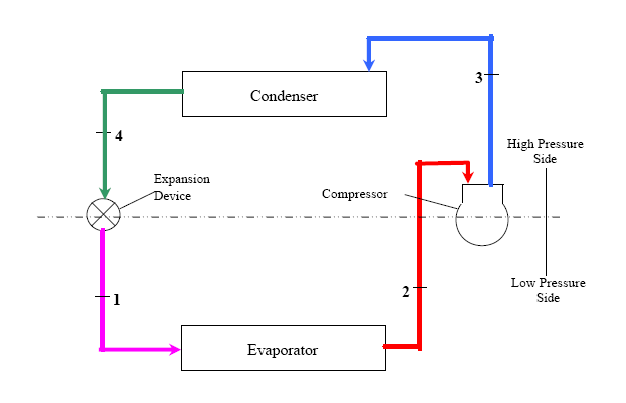 3
Condenser
4
High Pressure
Side
Expansion
Device
Compressor
Low Pressure
Side
2
1
Evaporator